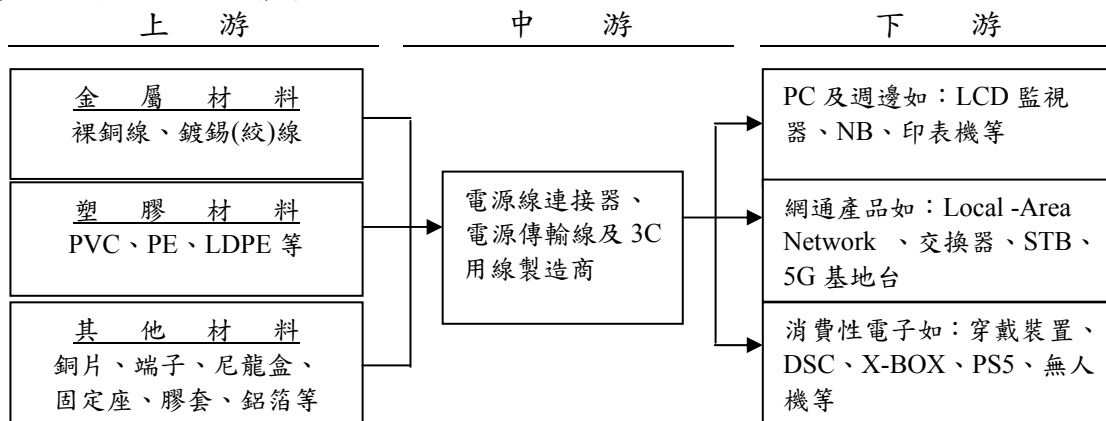 上 游
中 游
下 游
金 屬 材 料
裸銅線、鍍錫(絞)線
塑 膠 材 料
PVC、PE、LDPE 等
其 他 材 料
銅片、端子、尼龍盒、
固定座、膠套、鋁箔等
電源線連接器、
電源傳輸線及 3C
用線製造商
PC 及週邊如：LCD 監視
器、NB、印表機等
網通產品如：Local -Area
Network 、交換器、STB、
5G 基地台
消費性電子如：穿戴裝置、
DSC、X-BOX、PS5、無人
機等